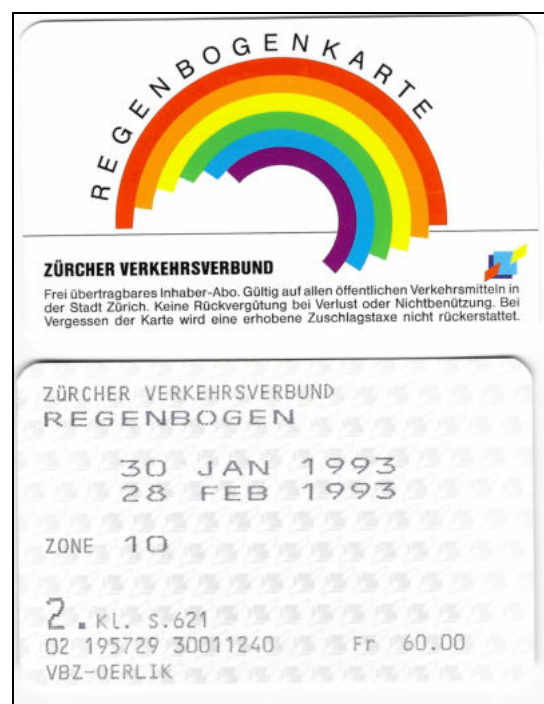 REGENBOGENKARTE
ZÜRCHER VERKEHRSVERBUND
Frei übertragbares Inhaber-Abo. Gültig auf allen öffentlichen Verkehrsmitteln in
der Stadt Zürich. Keine Rückvergütung bei Verlust oder Nichtbenützung. Bei
Vergessen der Karte wird eine erhobene Zuschlagstaxe nicht rückerstattet.
ZÜRCHER VERKEHRSVERBUND
REGENBOGEN
30 JAN 1993
28 FEB 1993
ZONE 10
2. KL. S.621
02 195729 30011240 Fr 60.00
VBZ-OERLIK